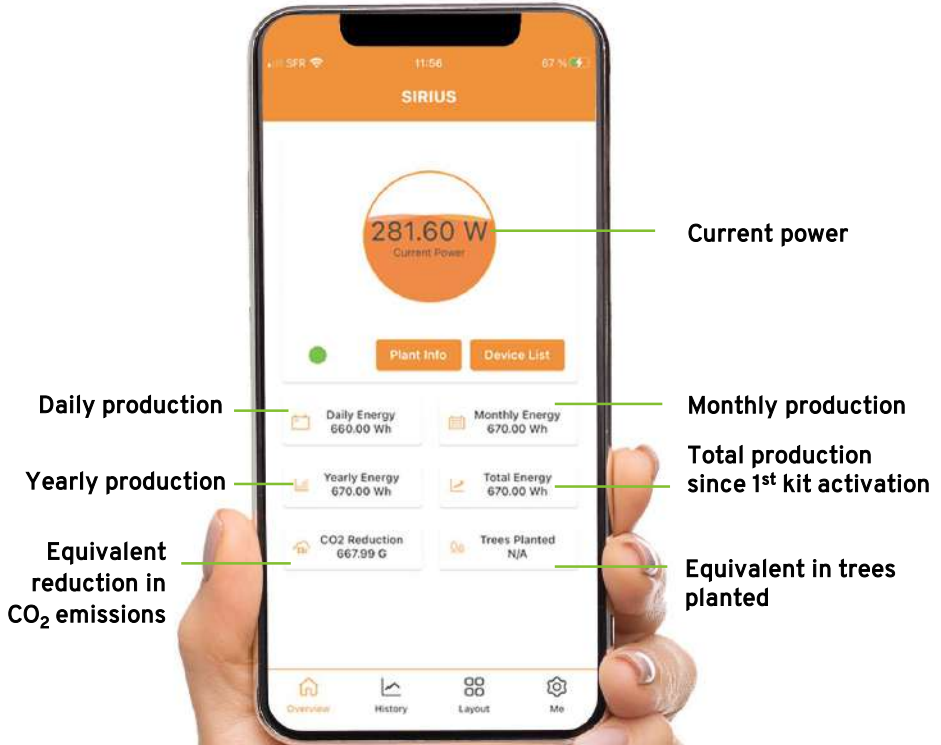 SFR
11:56
67 %
SIRIUS
281.60 W
Current Power
Current power
Plant Info
Device List
Daily production
Daily Energy
660.00 Wh
Monthly Energy
670.00 Wh
Monthly production
Yearly production
Yearly Energy
670.00 Wh
Total Energy
670.00 Wh
Total production
since 1st kit activation
Equivalent
reduction in
CO₂ emissions
CO2 Reduction
667.99 G
Trees Planted
N/A
Equivalent in trees
planted
Overview
History
Layout
Me